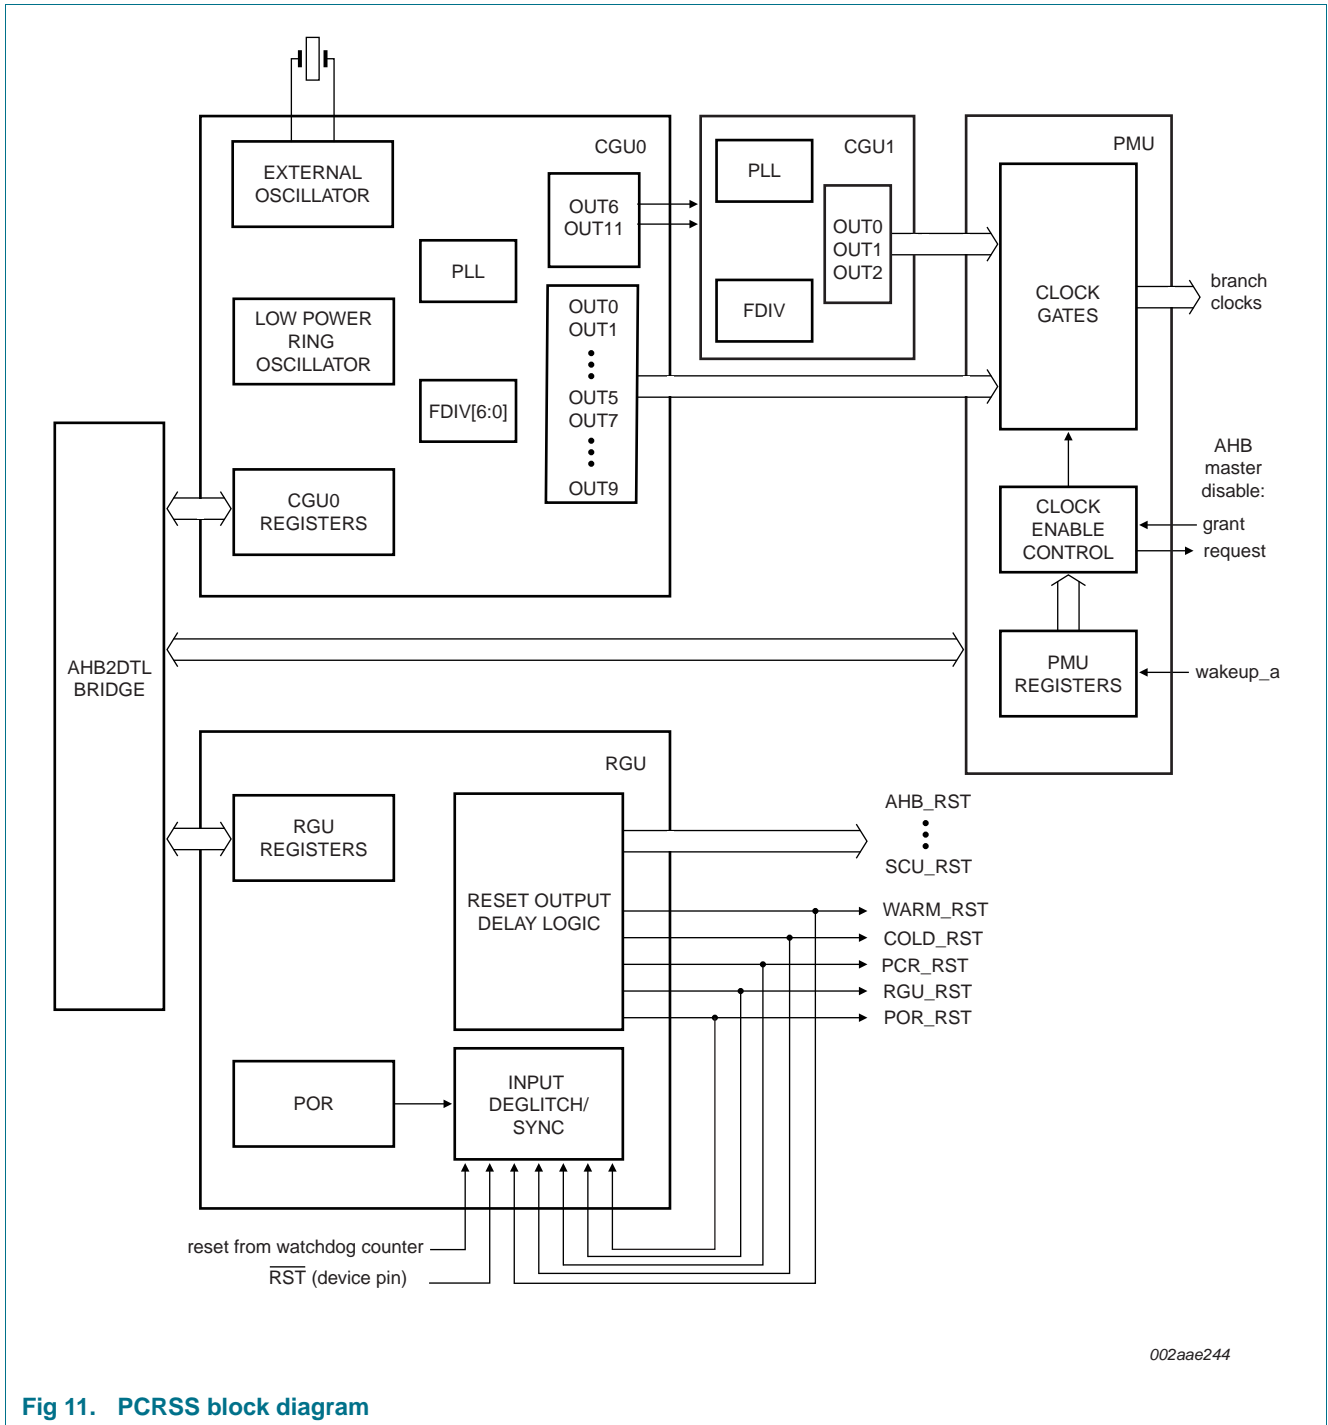 EXTERNAL
OSCILLATOR
LOW POWER
RING
OSCILLATOR
CGU0
REGISTERS
PLL
FDIV[6:0]
CGU0
OUT6
OUT11
OUT0
OUT1
OUT5
OUT7
OUT9
CGU1
PLL
FDIV
OUT0
OUT1
OUT2
PMU
CLOCK
GATES
branch
clocks
AHB
master
disable:
grant
request
CLOCK
ENABLE
CONTROL
PMU
REGISTERS
wakeup_a
AHB2DTL
BRIDGE
RGU
RGU
REGISTERS
RESET OUTPUT
DELAY LOGIC
AHB_RST
SCU_RST
WARM_RST
COLD_RST
PCR_RST
RGU_RST
POR_RST
POR
INPUT
DEGLITCH/
SYNC
reset from watchdog counter
RST (device pin)
002aae244
Fig 11. PCRSS block diagram